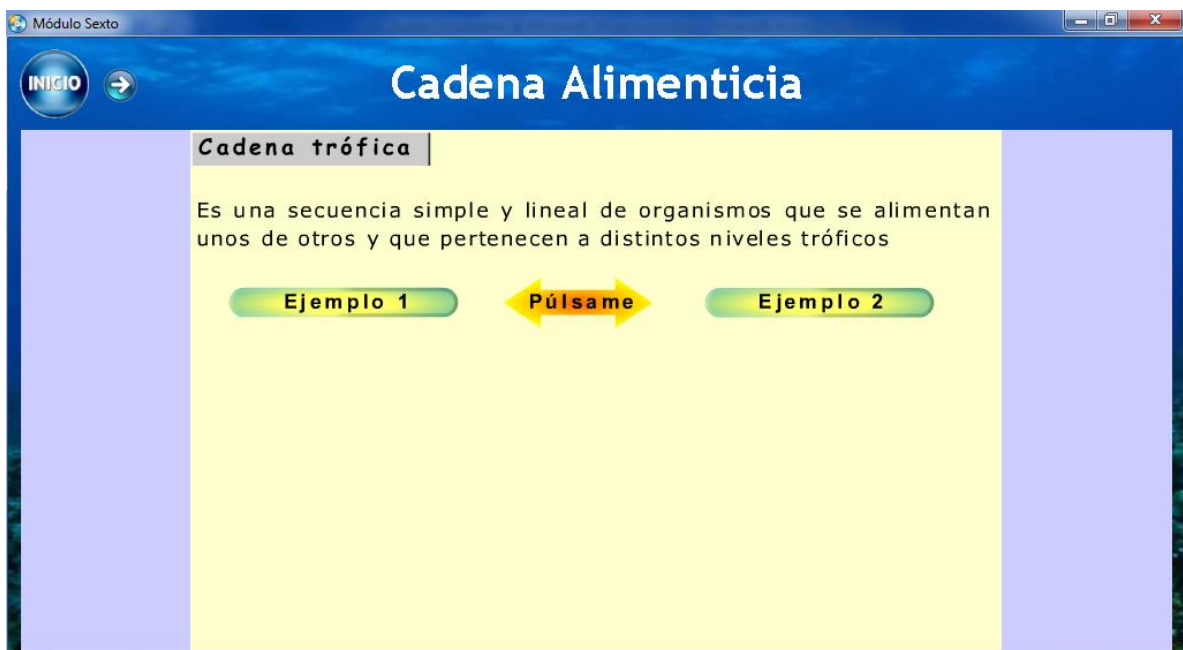 Módulo Sexto
INICIO
Cadena Alimenticia
Cadena trófica
Es una secuencia simple y lineal de organismos que se alimentan
unos de otros y que pertenecen a distintos niveles tróficos
Ejemplo 1 Púlsame Ejemplo 2